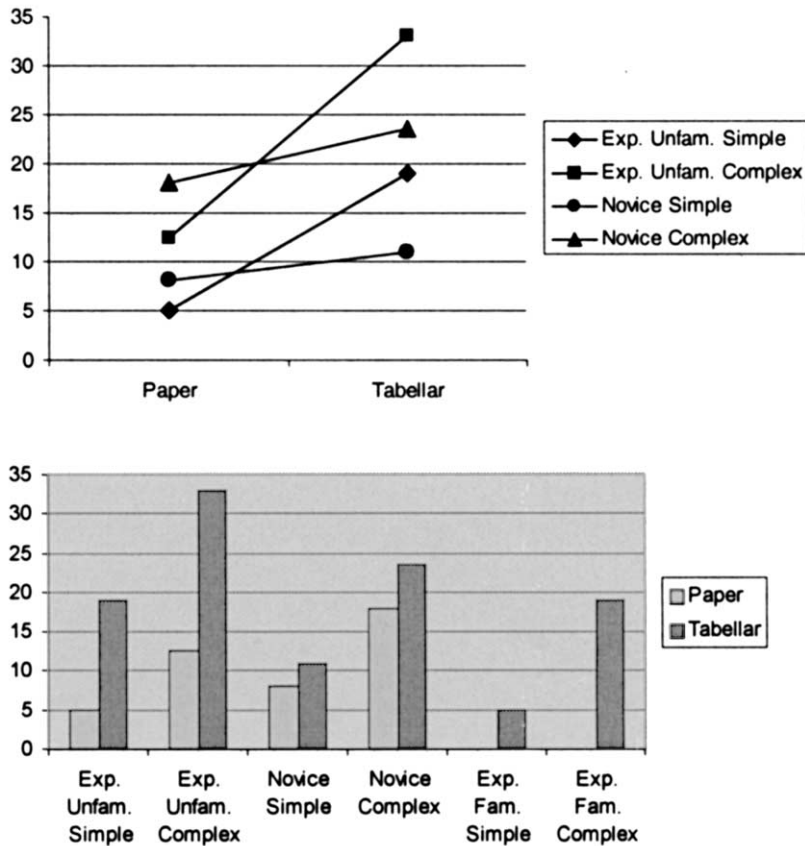 35
30
25
20
15
10
5
0
Paper Tabellar
Exp. Unfam. Simple
Exp. Unfam. Complex
Novice Simple
Novice Complex
35
30
25
20
15
10
5
0
Exp. Exp. Novice Novice Exp. Exp.
Unfam. Unfam. Simple Complex Fam. Fam.
Simple Complex Simple Complex
Paper
Tabellar